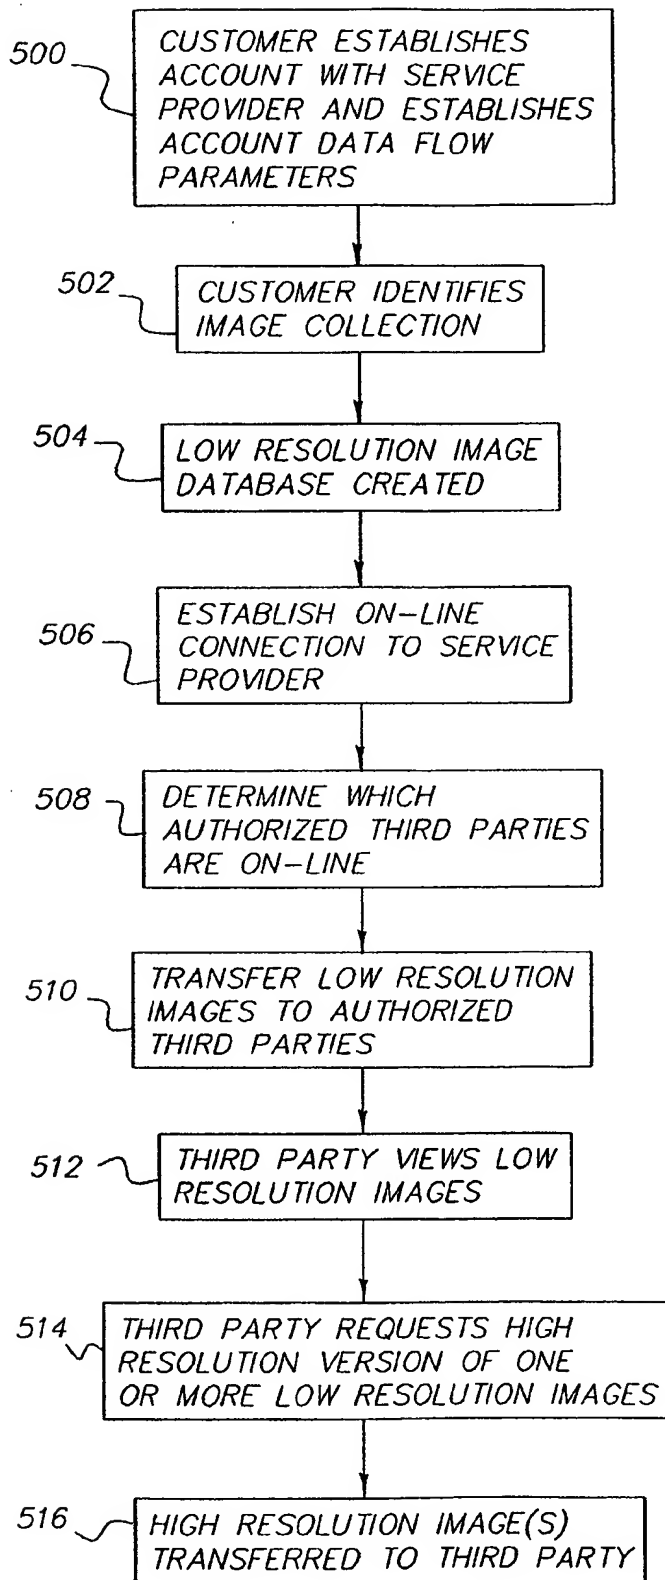 500
CUSTOMER ESTABLISHES
ACCOUNT WITH SERVICE
PROVIDER AND ESTABLISHES
ACCOUNT DATA FLOW
PARAMETERS
502
CUSTOMER IDENTIFIES
IMAGE COLLECTION
504
LOW RESOLUTION IMAGE
DATABASE CREATED
506
ESTABLISH ON-LINE
CONNECTION TO SERVICE
PROVIDER
508
DETERMINE WHICH
AUTHORIZED THIRD PARTIES
ARE ON-LINE
510
TRANSFER LOW RESOLUTION
IMAGES TO AUTHORIZED
THIRD PARTIES
512
THIRD PARTY VIEWS LOW
RESOLUTION IMAGES
514
THIRD PARTY REQUESTS HIGH
RESOLUTION VERSION OF ONE
OR MORE LOW RESOLUTION IMAGES
516
HIGH RESOLUTION IMAGE(S)
TRANSFERRED TO THIRD PARTY